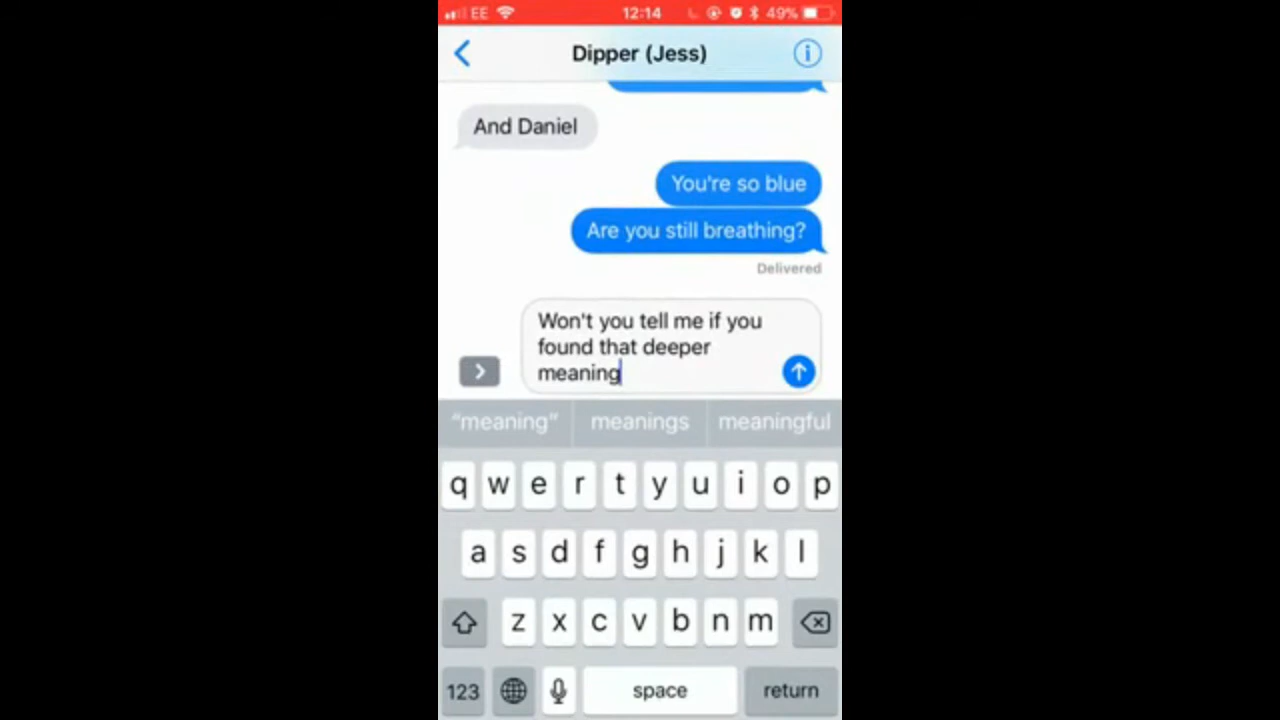 EE 12:14 49%
Dipper (Jess)
And Daniel
You're so blue
Are you still breathing?
Delivered
Won't you tell me if you
found that deeper
meaning
“meaning” meanings meaningful
q w e r t y u i o p
a s d f g h j k l
z x c v b n m
123 space return